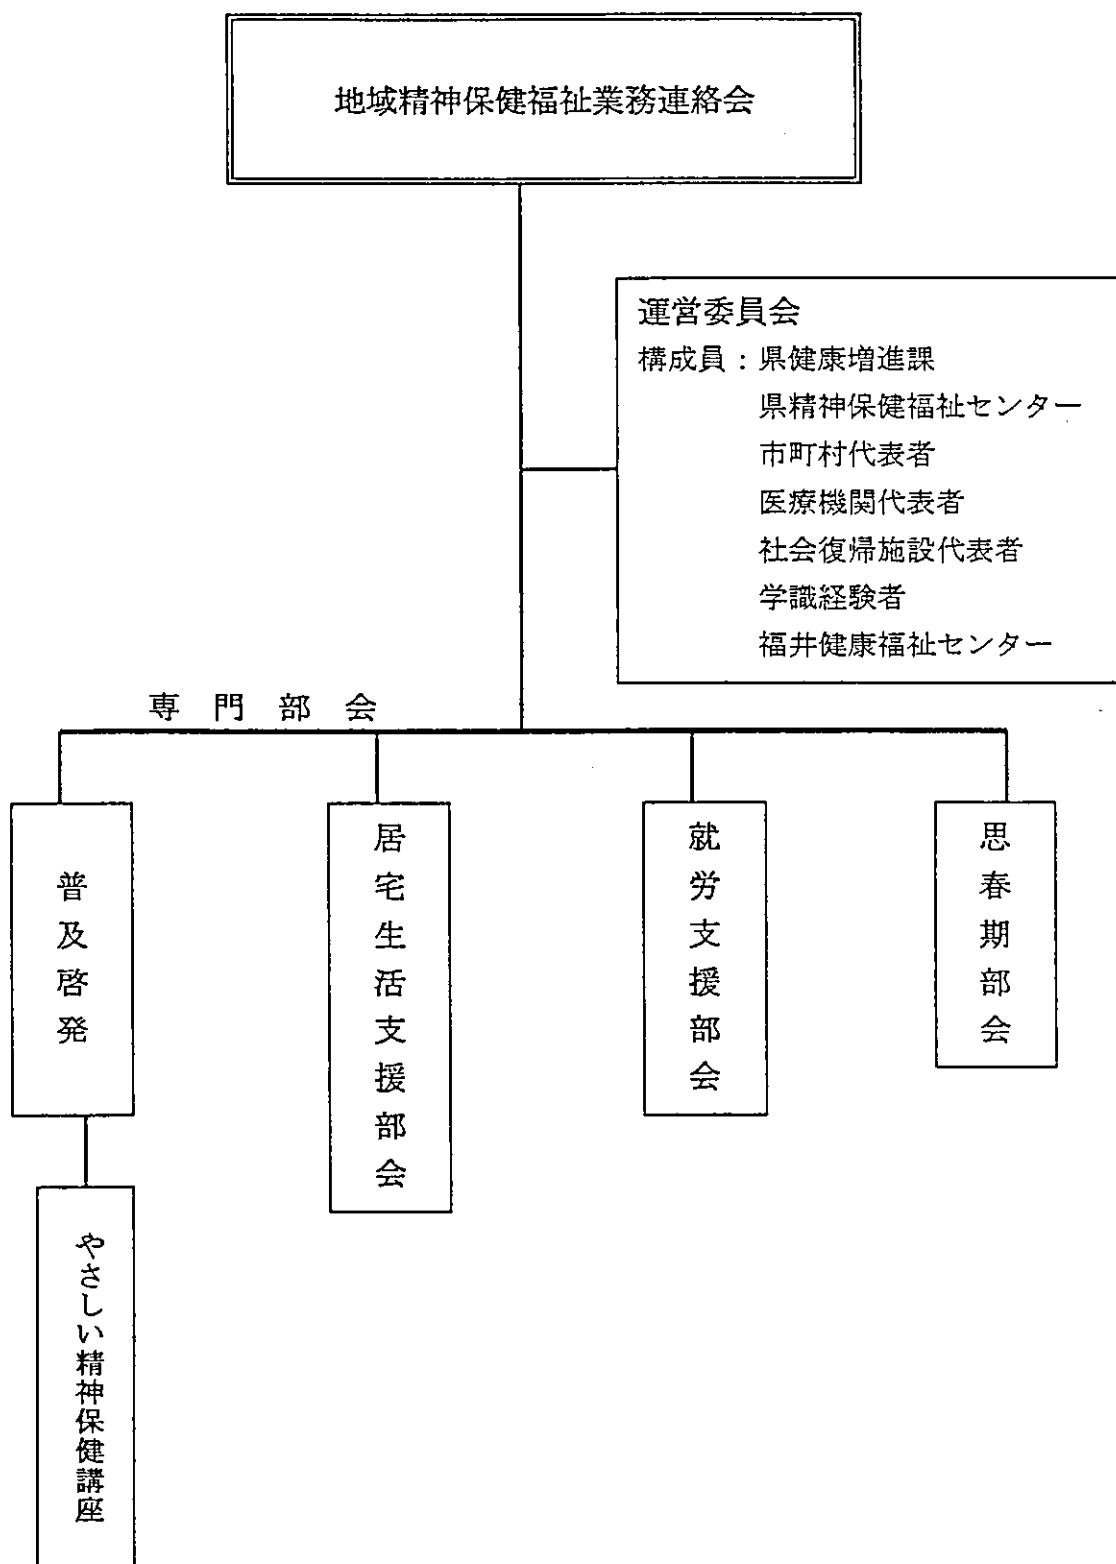 地域精神保健福祉業務連絡会
運営委員会
構成員：県健康増進課
県精神保健福祉センター
市町村代表者
医療機関代表者
社会復帰施設代表者
学識経験者
福井健康福祉センター
専門部会
普及啓発
居宅生活支援部会
就労支援部会
思春期部会
やさしい精神保健講座